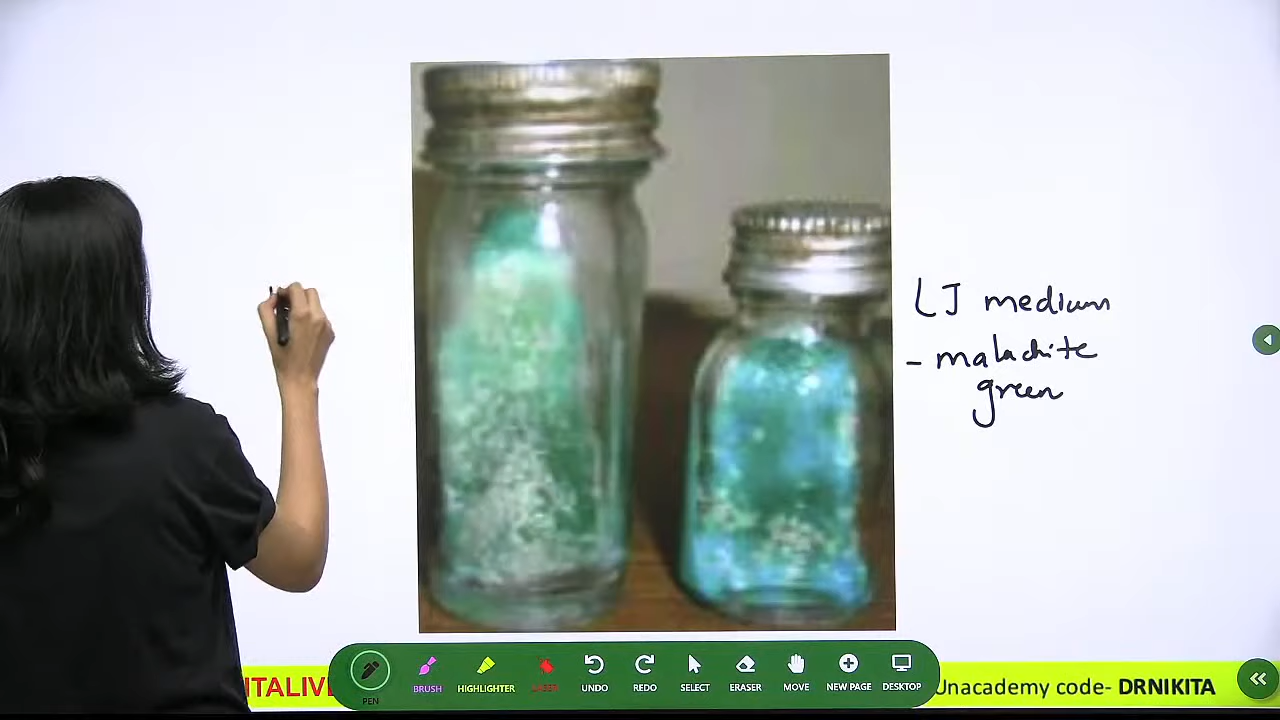 LJ medium
- malachite
green
ITALIVE
Unacademy code- DRNIKITA
PEN
BRUSH
HIGHLIGHTER
UNDO
REDO
SELECT
ERASER
MOVE
NEW PAGE
DESKTOP